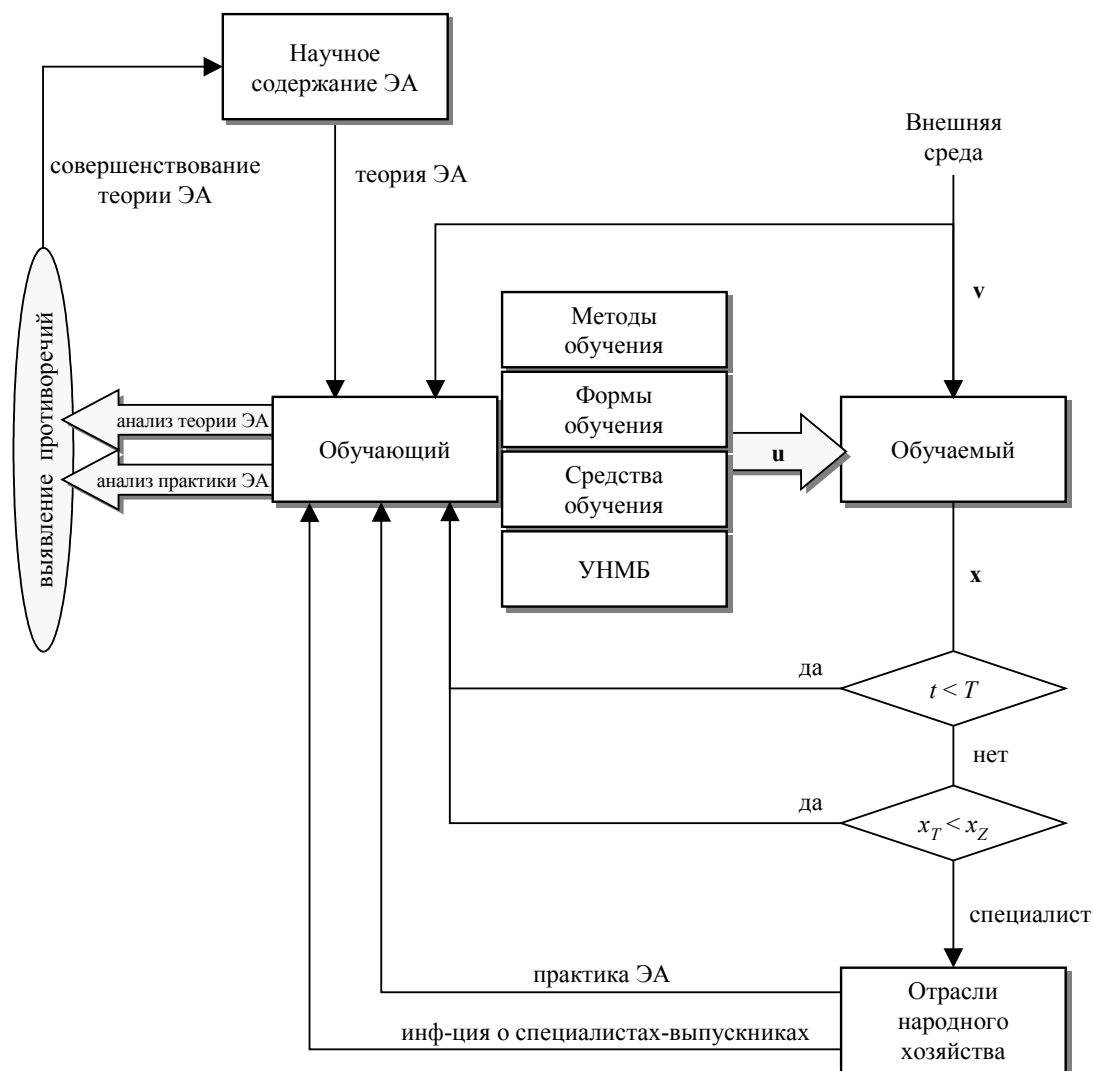 Научное
содержание ЭА
Внешняя
среда
совершенствование
теории ЭА
теория ЭА
v
Методы
обучения
выявление противоречий
анализ теории ЭА
анализ практики ЭА
Обучающий
Формы
обучения
Средства
обучения
УНМБ
u
Обучаемый
x
да
t < T
нет
да
x_T < x_Z
специалист
практика ЭА
инф-ция о специалистах-выпускниках
Отрасли
народного
хозяйства